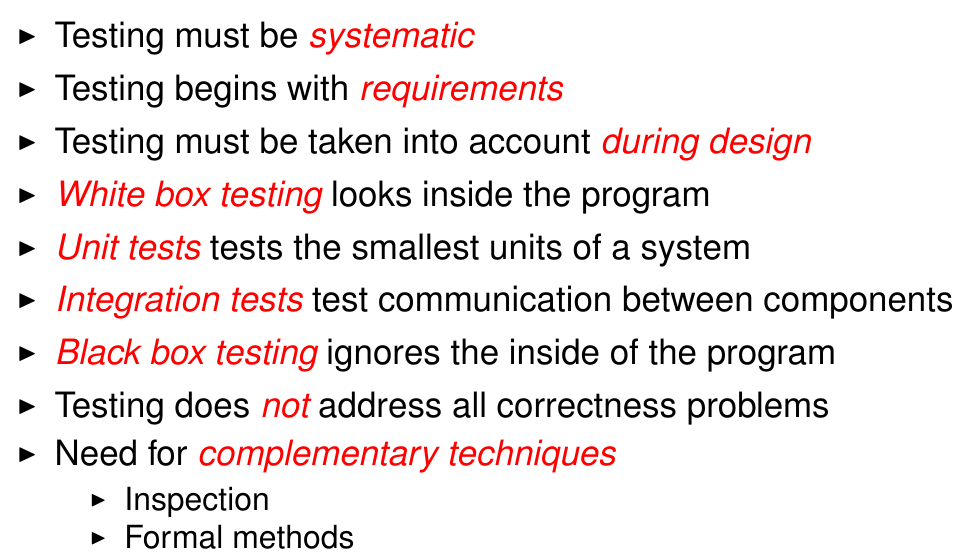 ▶ Testing must be systematic
▶ Testing begins with requirements
▶ Testing must be taken into account during design
▶ White box testing looks inside the program
▶ Unit tests tests the smallest units of a system
▶ Integration tests test communication between components
▶ Black box testing ignores the inside of the program
▶ Testing does not address all correctness problems
▶ Need for complementary techniques
▶ Inspection
▶ Formal methods